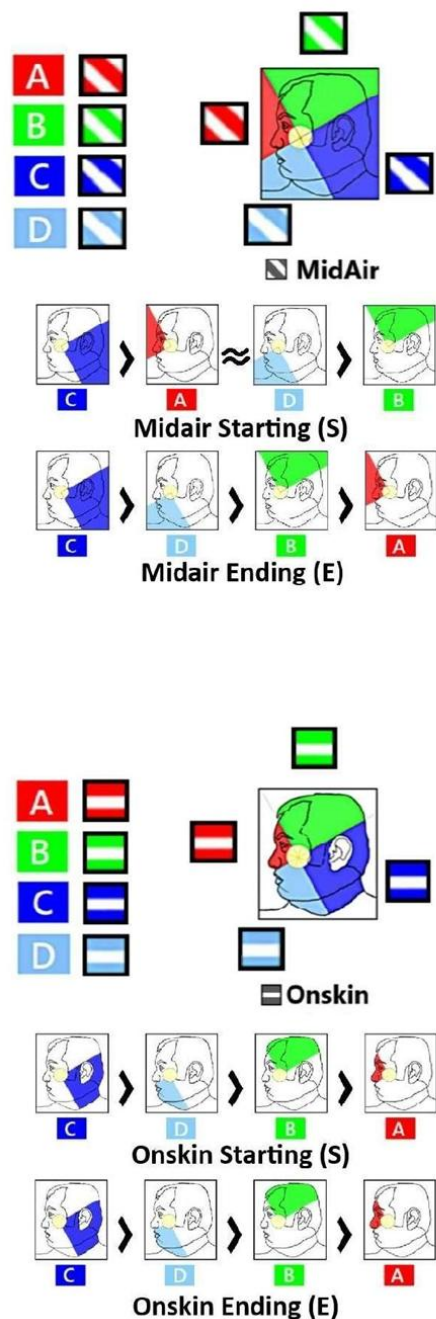 A
B
C
D
MidAir
> ≈ >
C A D B
Midair Starting (S)
> > >
C D B A
Midair Ending (E)
A
B
C
D
Onskin
> > >
C D B A
Onskin Starting (S)
> > >
C D B A
Onskin Ending (E)